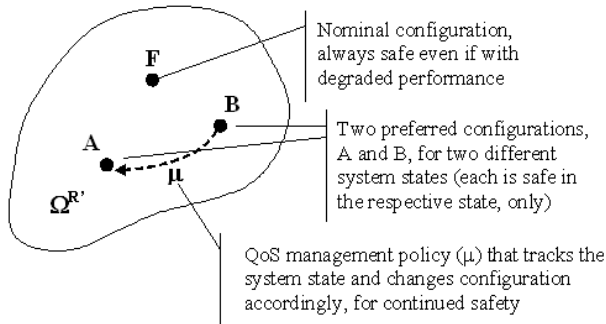 F
Nominal configuration,
always safe even if with
degraded performance
B
A
Two preferred configurations,
A and B, for two different
system states (each is safe in
the respective state, only)
μ
Ω^R'
QoS management policy (μ) that tracks the
system state and changes configuration
accordingly, for continued safety